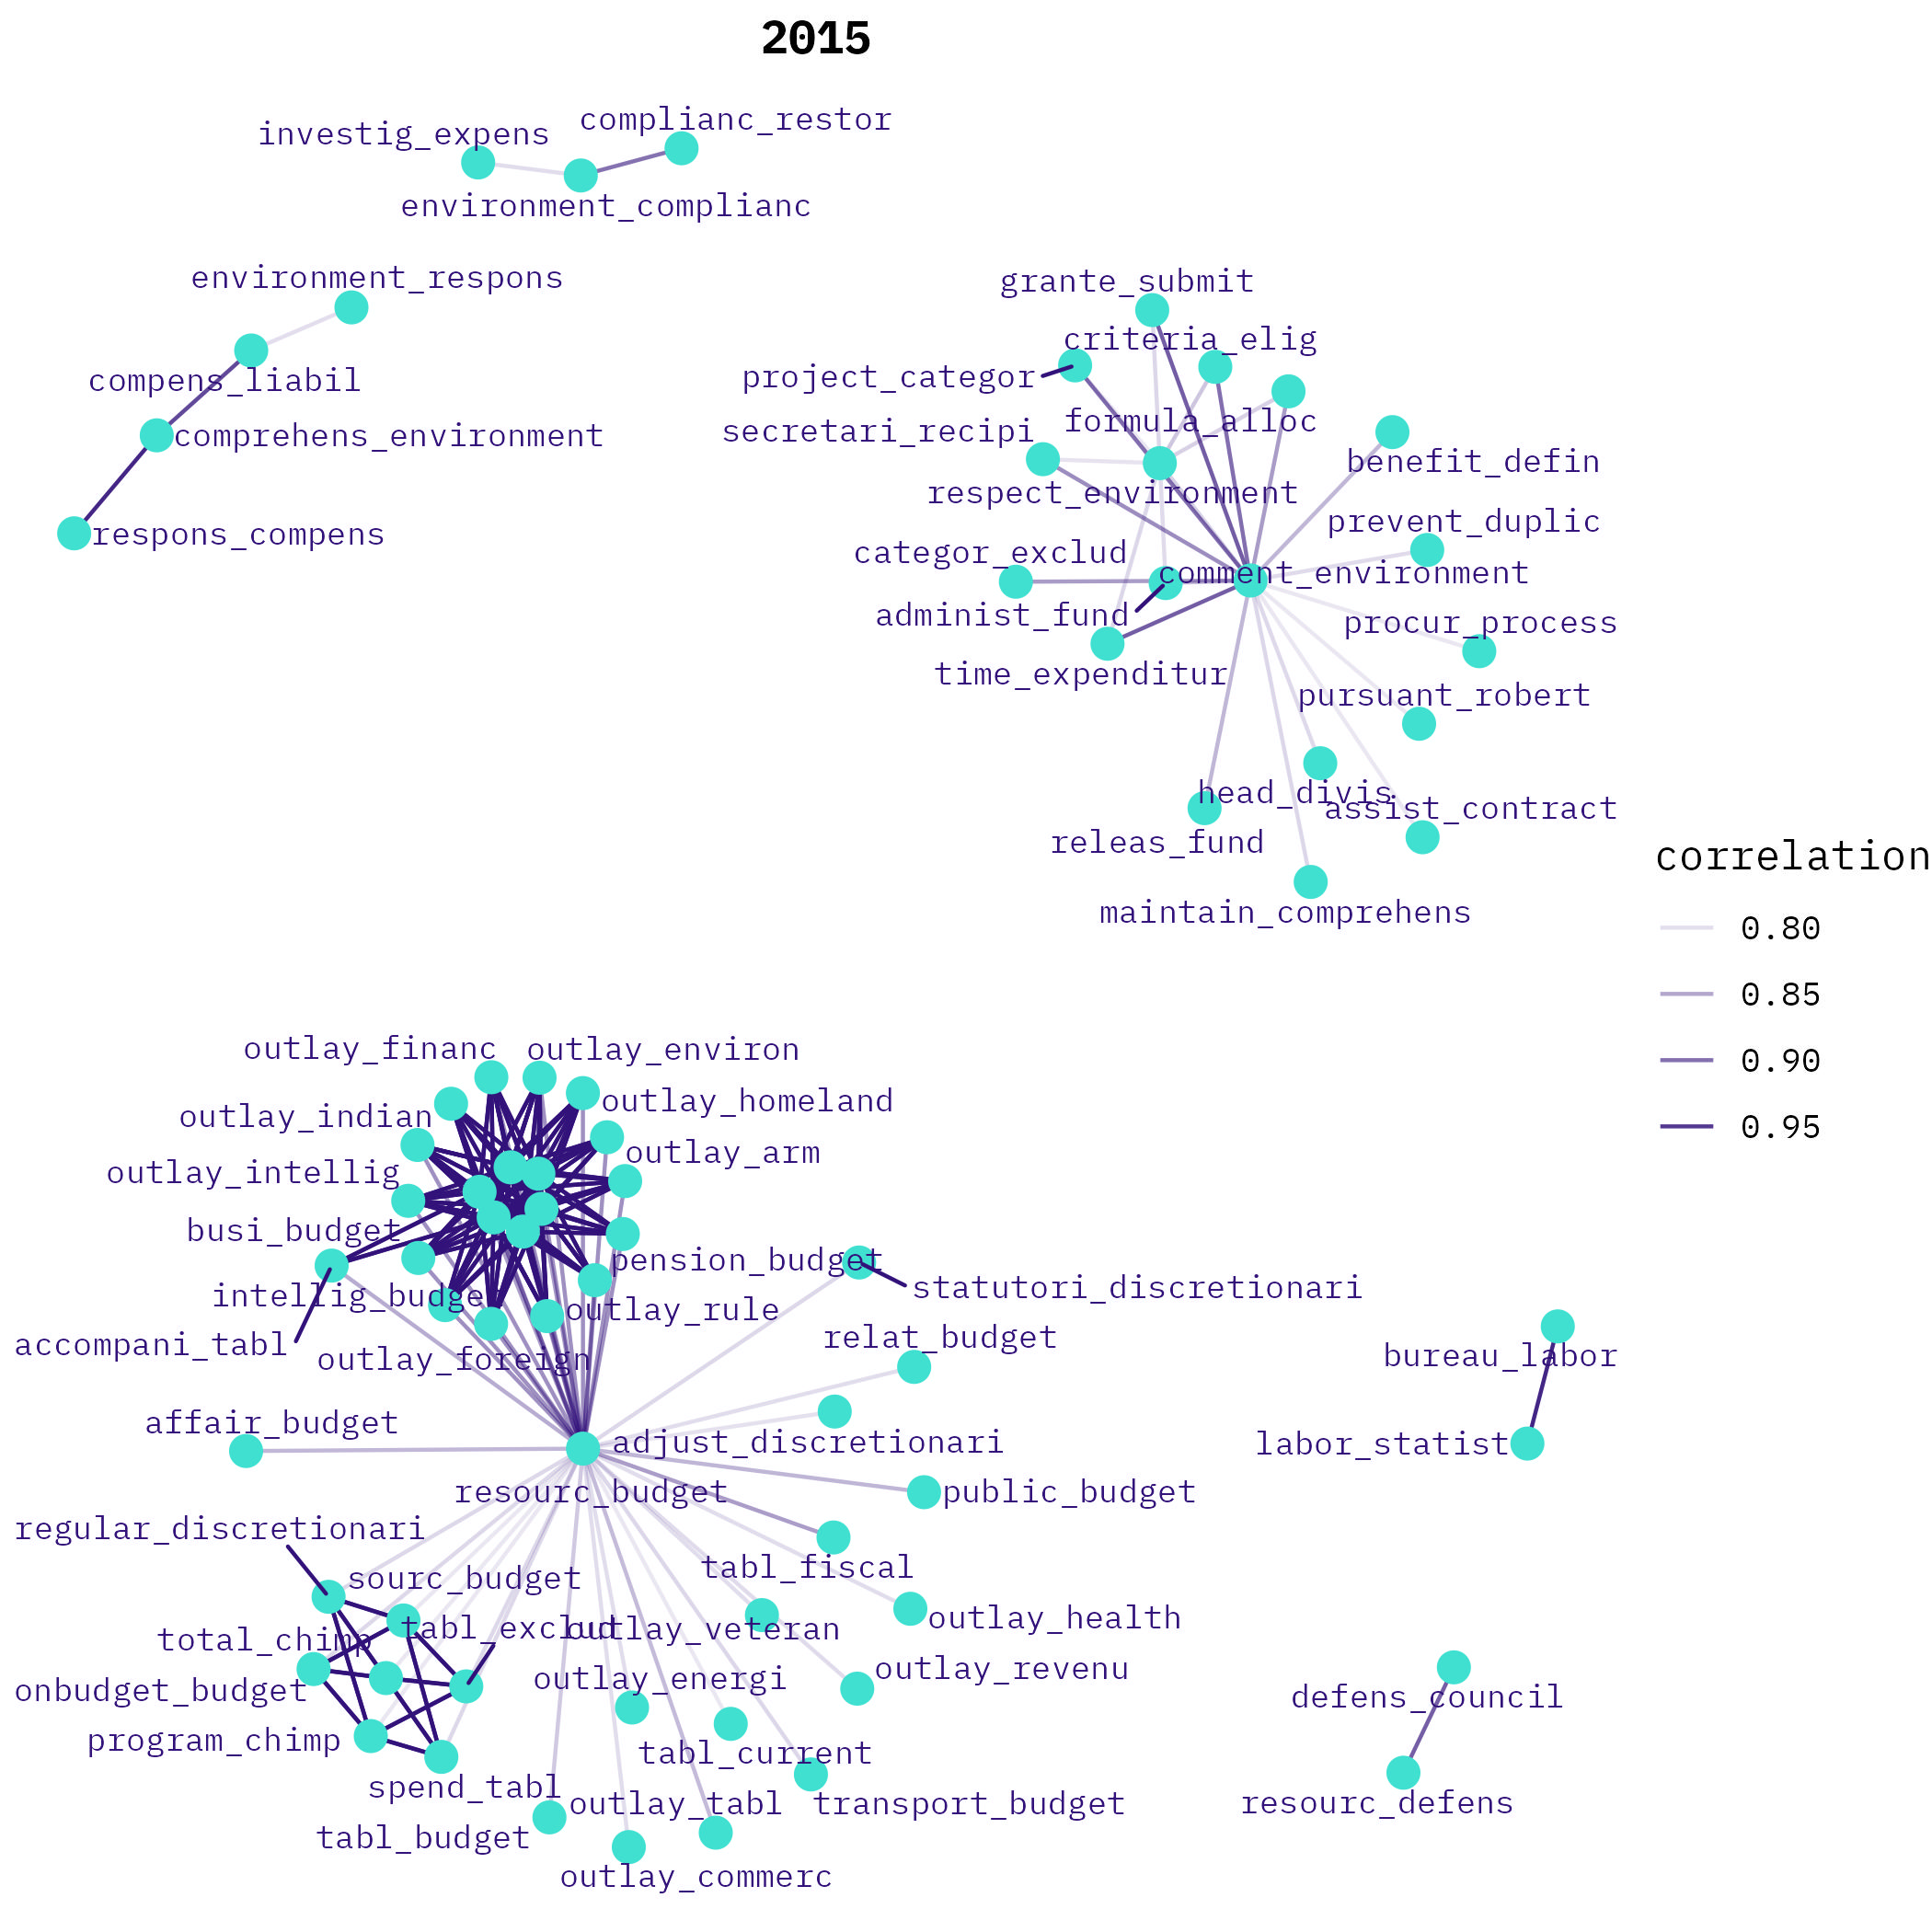 2015
complianc_restor
investig_expens
environment_complianc
environment_respons
grante_submit
criteria_elig
compens_liabil
project_categor
formula_alloc
secretari_recipi
comprehens_environment
benefit_defin
respect_environment
prevent_duplic
respons_compens
categor_exclud
comment_environment
administ_fund
procur_process
time_expenditur
pursuant_robert
head_divis
assist_contract
releas_fund
maintain_comprehens
correlation
0.80
0.85
0.90
0.95
outlay_financ
outlay_environ
outlay_homeland
outlay_indian
outlay_arm
outlay_intellig
busi_budget
pension_budget
statutori_discretionari
intellig_budget
outlay_rule
accompani_tabl
relat_budget
outlay_foreign
bureau_labor
affair_budget
adjust_discretionari
labor_statist
resourc_budget
public_budget
regular_discretionari
tabl_fiscal
sourc_budget
outlay_health
tabl_exclud
outlay_veteran
total_chimp
outlay_revenu
outlay_energi
onbudget_budget
defens_council
program_chimp
tabl_current
spend_tabl
outlay_tabl
transport_budget
resourc_defens
tabl_budget
outlay_commerc